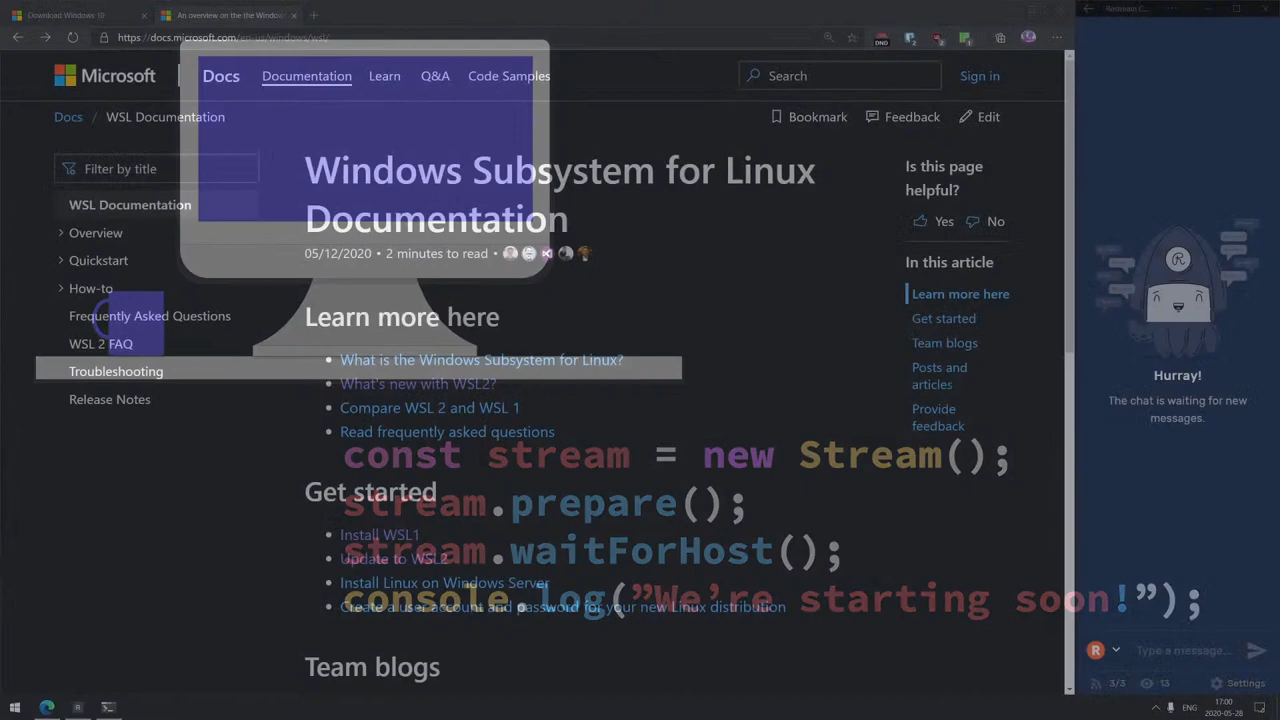 Download Windows 10
An overview on the the Window
Restream C...
https://docs.microsoft.com/en-us/windows/wsl/
Microsoft
Docs
Documentation
Learn
Q&A
Code Samples
Search
Sign in
Docs / WSL Documentation
Bookmark
Feedback
Edit
Filter by title
WSL Documentation
Overview
Quickstart
How-to
Frequently Asked Questions
WSL 2 FAQ
Troubleshooting
Release Notes
Windows Subsystem for Linux
Documentation
05/12/2020 • 2 minutes to read •
Learn more here
What is the Windows Subsystem for Linux?
What's new with WSL2?
Compare WSL 2 and WSL 1
Read frequently asked questions
Get started
Install WSL1
Update to WSL2
Install Linux on Windows Server
Create a user account and password for your new Linux distribution
Team blogs
const stream = new Stream();
stream.prepare();
stream.waitForHost();
console.log("We're starting soon!");
Is this page
helpful?
Yes
No
In this article
Learn more here
Get started
Team blogs
Posts and
articles
Provide
feedback
R
Hurray!
The chat is waiting for new
messages.
R
Type a message...
3/3
13
Settings
R
ENG
17:00
2020-05-28